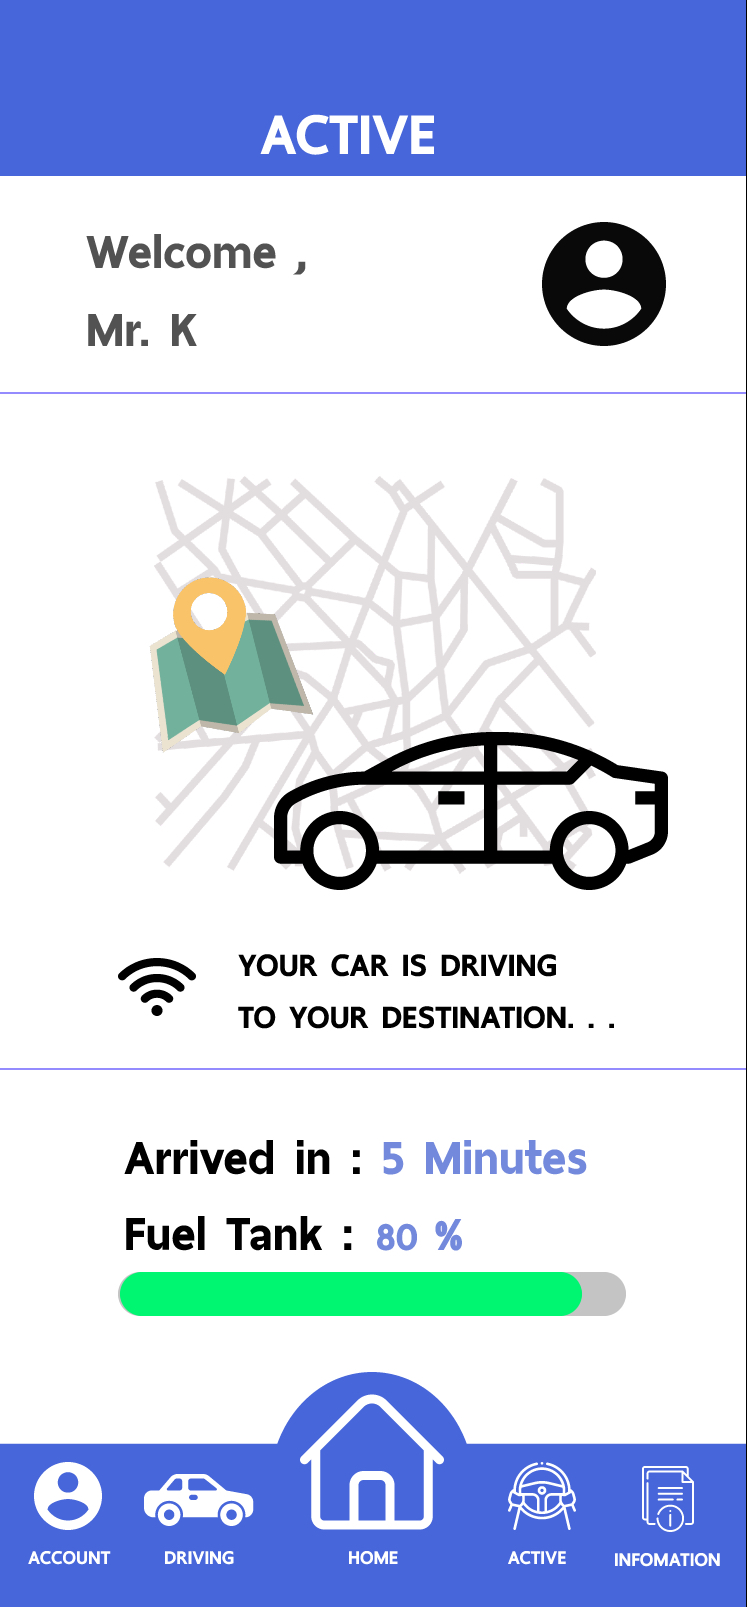 ACTIVE
Welcome ,
Mr. K
YOUR CAR IS DRIVING
TO YOUR DESTINATION. . .
Arrived in : 5 Minutes
Fuel Tank : 80 %
ACCOUNT DRIVING HOME ACTIVE INFOMATION